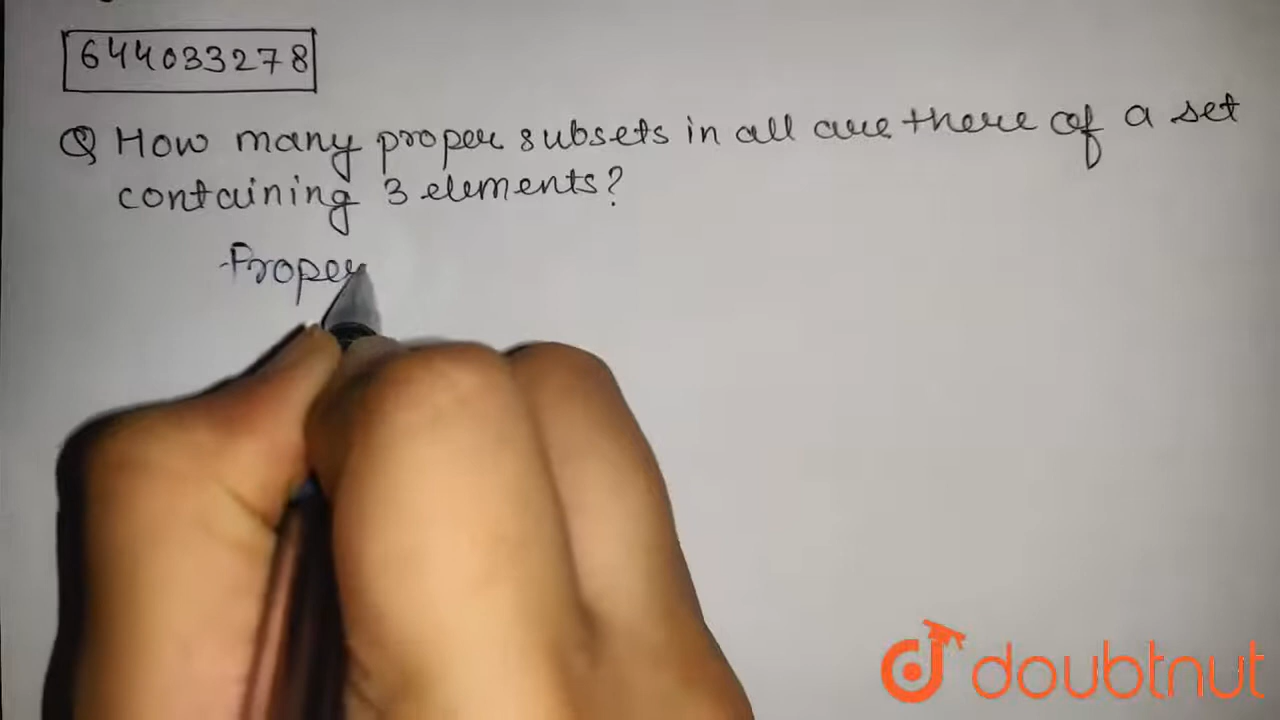 644033278
Q How many proper subsets in all are there of a set
containing 3 elements?
Proper
doubtnut